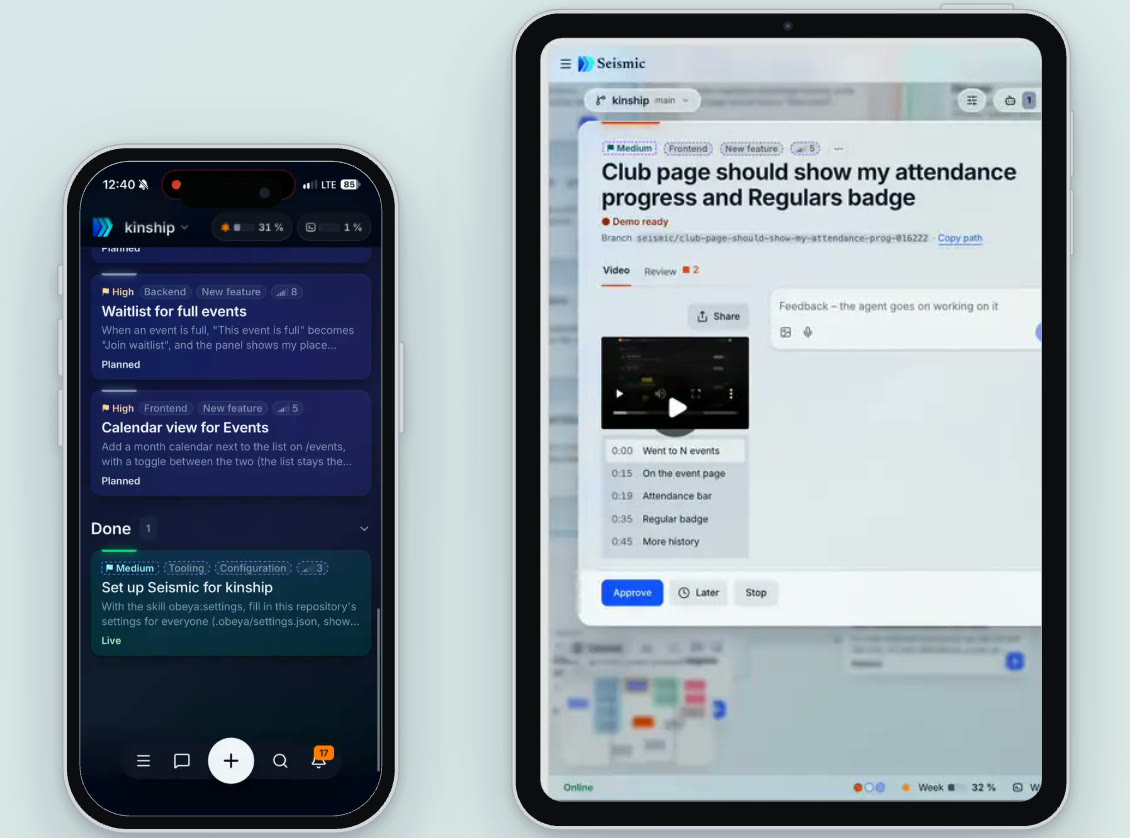 12:40
LTE
85
kinship
31 %
1 %
Planned
High
Backend
New feature
8
Waitlist for full events
When an event is full, "This event is full" becomes
"Join waitlist", and the panel shows my place...
Planned
High
Frontend
New feature
5
Calendar view for Events
Add a month calendar next to the list on /events,
with a toggle between the two (the list stays the...
Planned
Done
1
Medium
Tooling
Configuration
3
Set up Seismic for kinship
With the skill obeya:settings, fill in this repository's
settings for everyone (.obeya/settings.json, show...
Live
17
Seismic
kinship main
1
Medium
Frontend
New feature
5
Club page should show my attendance
progress and Regulars badge
Demo ready
Branch seismic/club-page-should-show-my-attendance-prog-016222 · Copy path
Video
Review
2
Share
Feedback – the agent goes on working on it
0:00 Went to N events
0:15 On the event page
0:19 Attendance bar
0:35 Regular badge
0:45 More history
Approve
Later
Stop
Online
Week
32 %
W